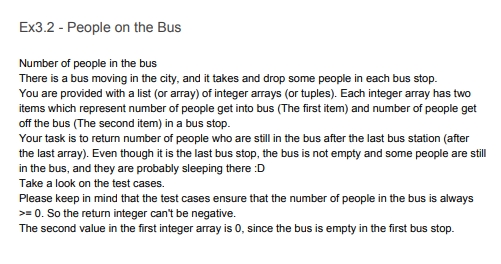 Ex3.2 - People on the Bus
Number of people in the bus
There is a bus moving in the city, and it takes and drop some people in each bus stop.
You are provided with a list (or array) of integer arrays (or tuples). Each integer array has two
items which represent number of people get into bus (The first item) and number of people get
off the bus (The second item) in a bus stop.
Your task is to return number of people who are still in the bus after the last bus station (after
the last array). Even though it is the last bus stop, the bus is not empty and some people are still
in the bus, and they are probably sleeping there :D
Take a look on the test cases.
Please keep in mind that the test cases ensure that the number of people in the bus is always
>= 0. So the return integer can't be negative.
The second value in the first integer array is 0, since the bus is empty in the first bus stop.